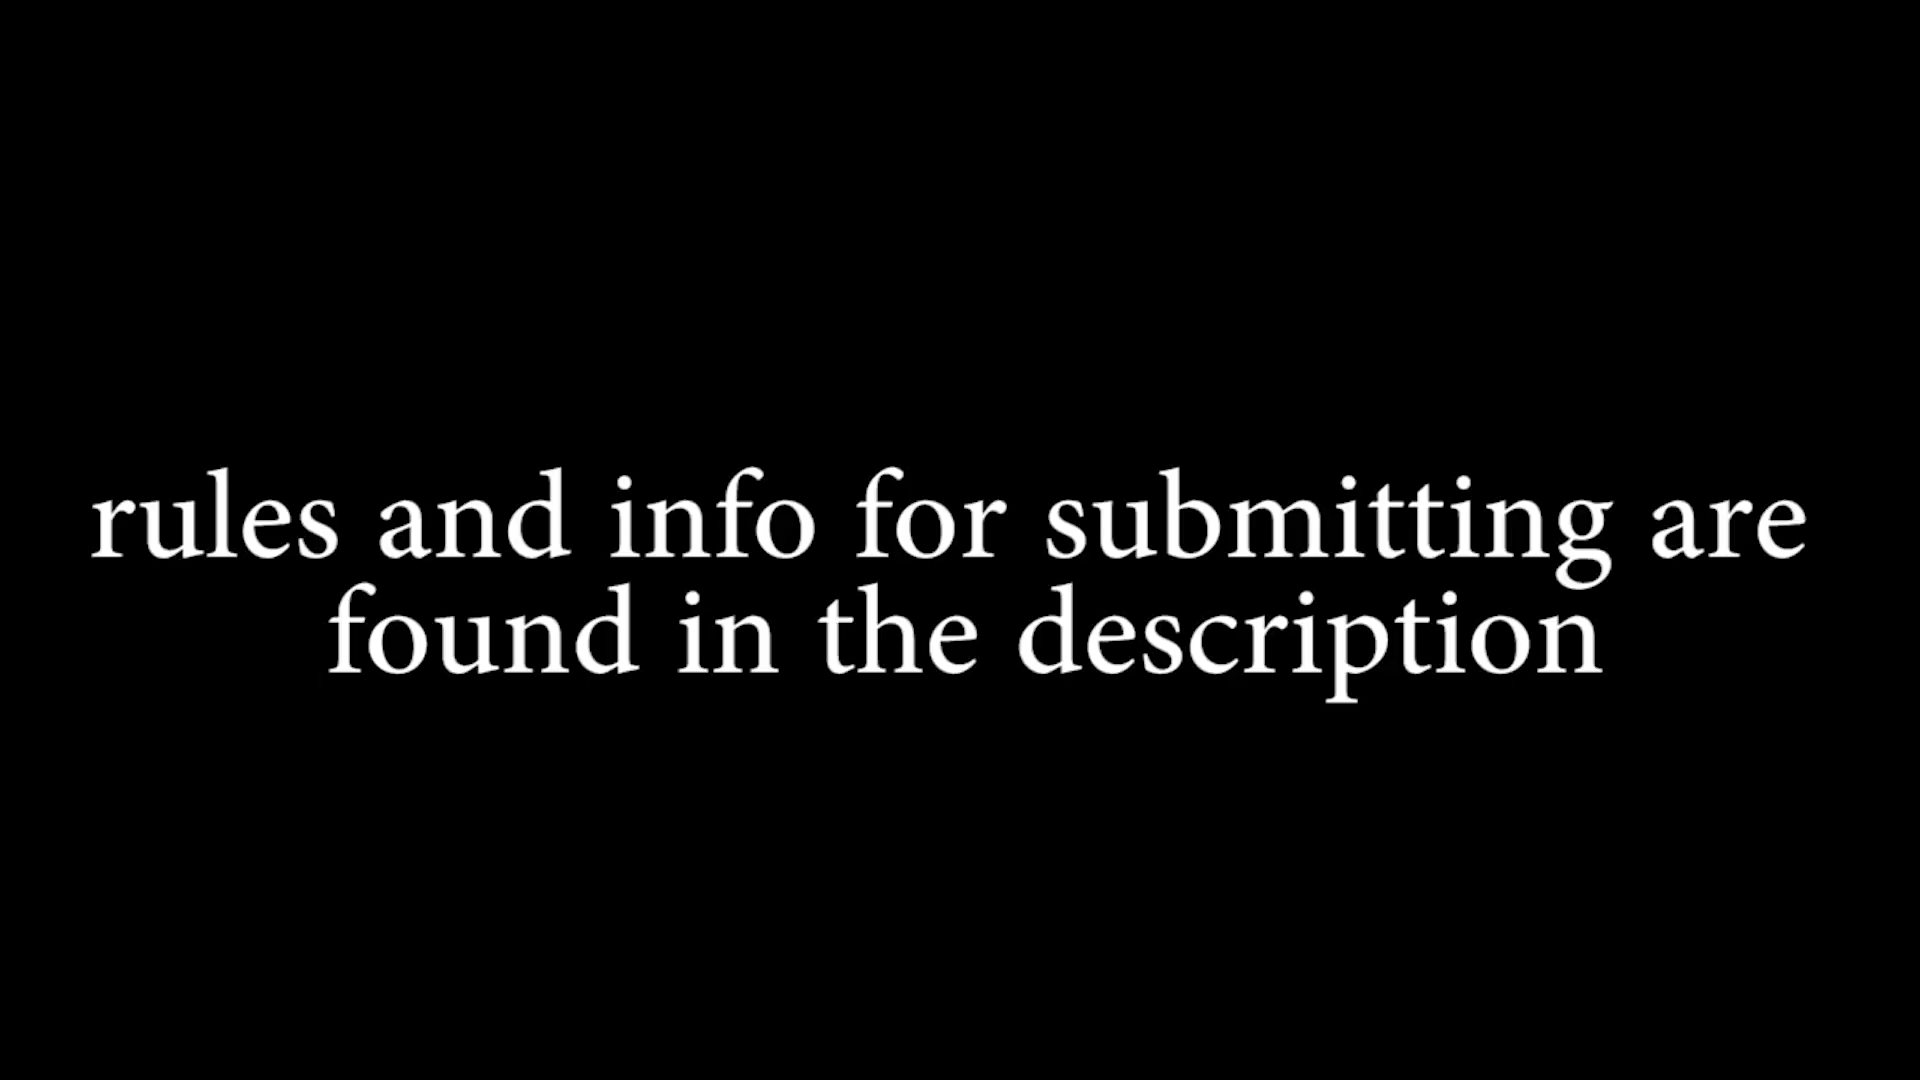 rules and info for submitting are
found in the description